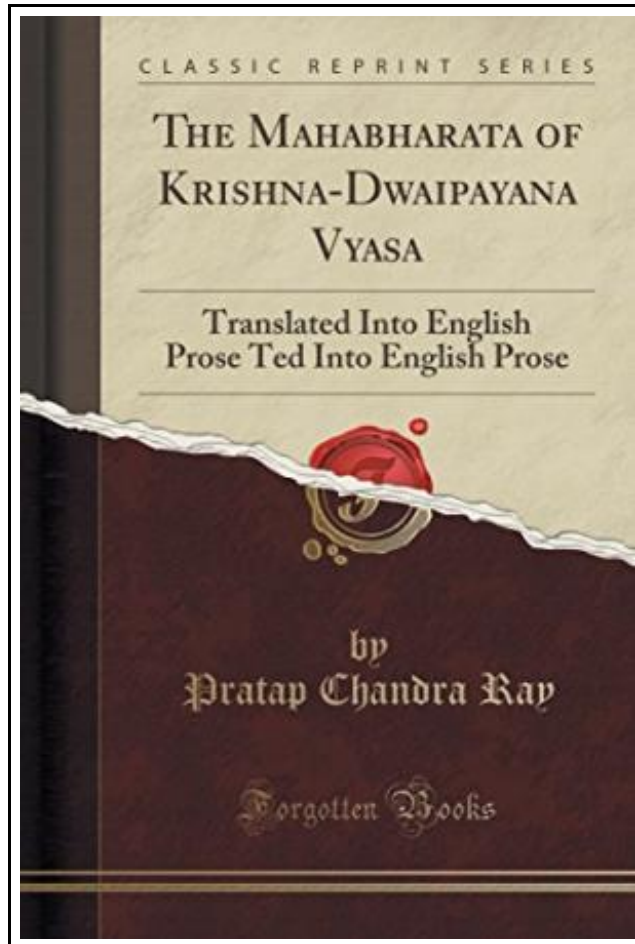 CLASSIC REPRINT SERIES
THE MAHABHARATA OF
KRISHNA-DWAIPAYANA
VYASA
Translated Into English
Prose Ted Into English Prose
by
Pratap Chandra Ray
Forgotten Books